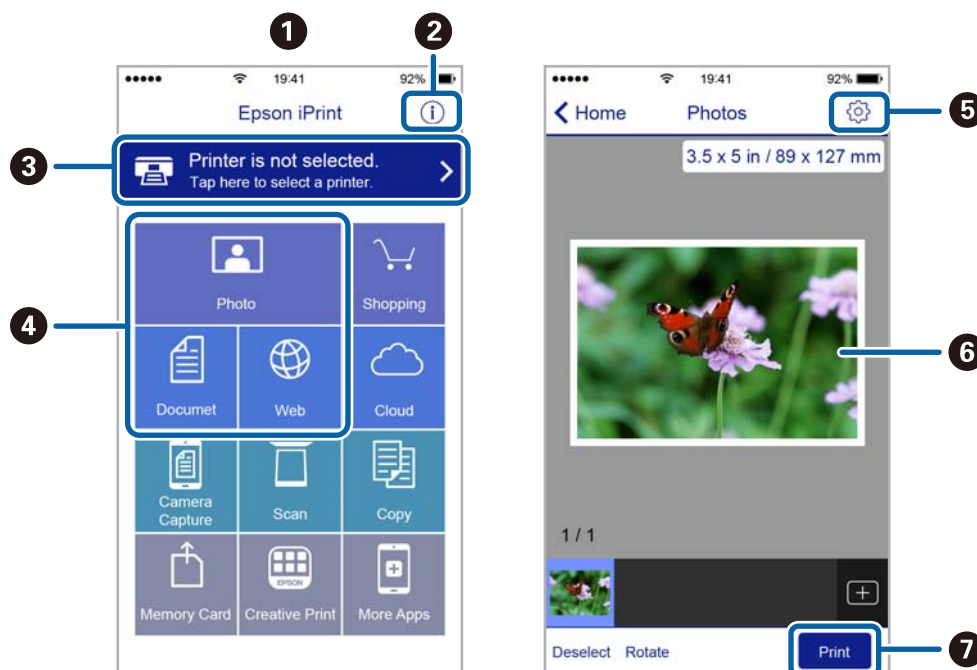 1
2
19:41 92%
Epson iPrint
3
Printer is not selected.
Tap here to select a printer.
4
Photo
Shopping
Documet
Web
Cloud
Camera
Capture
Scan
Copy
EPSON
Memory Card
Creative Print
More Apps
19:41 92%
Home
Photos
5
3.5 x 5 in / 89 x 127 mm
6
1 / 1
Deselect
Rotate
Print
7